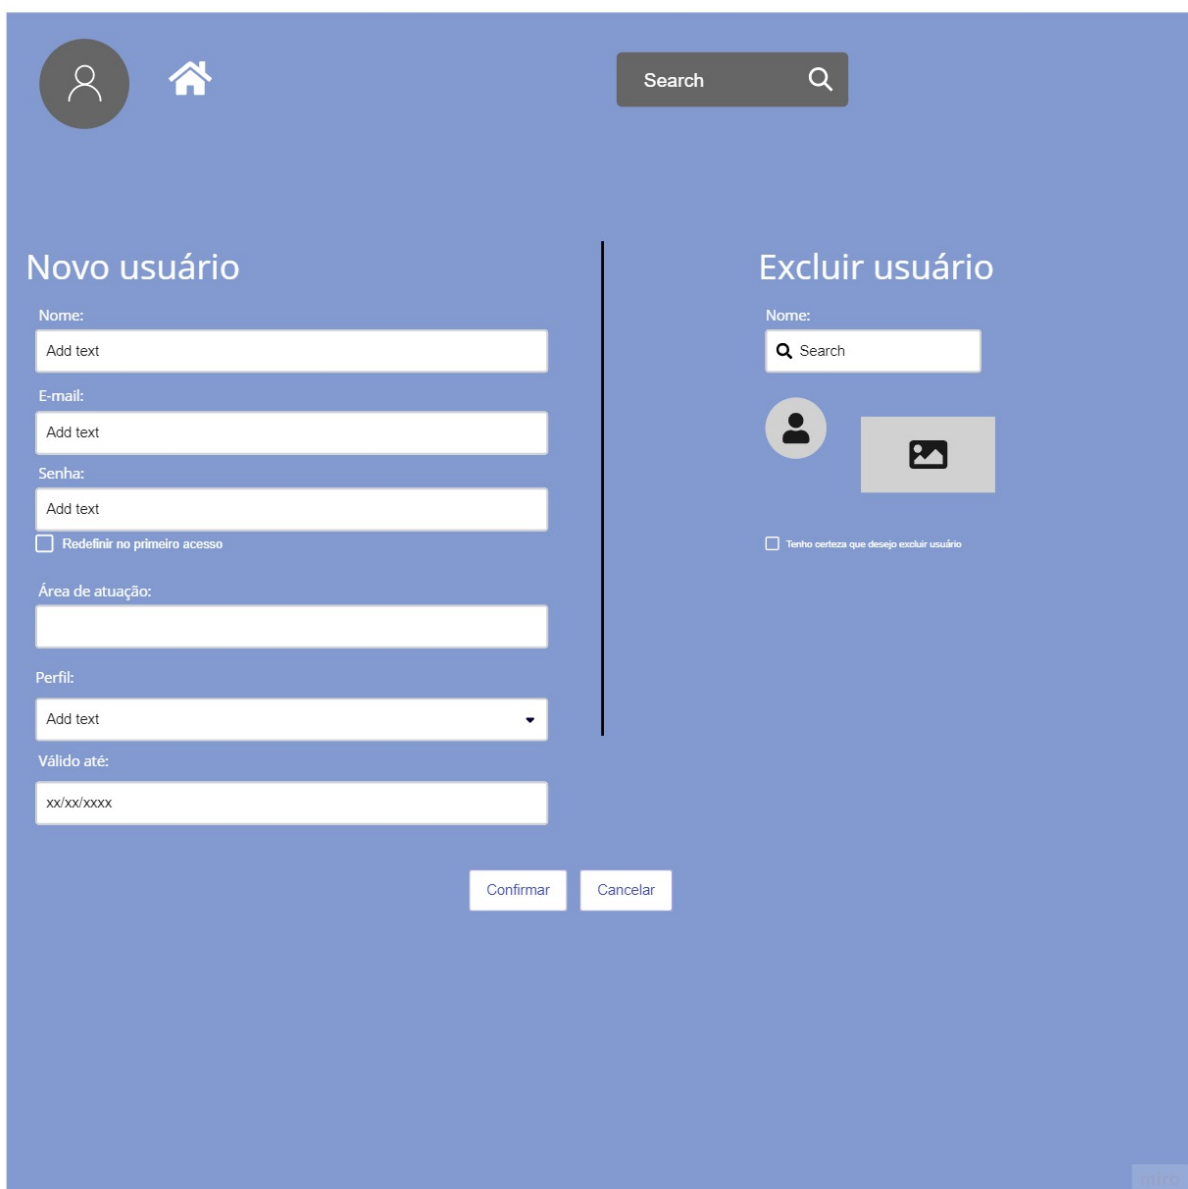 Search
Novo usuário
Nome:
Add text
E-mail:
Add text
Senha:
Add text
Redefinir no primeiro acesso
Área de atuação:
Perfil:
Add text
Válido até:
xx/xx/xxxx
Excluir usuário
Nome:
Search
Tenho certeza que desejo excluir usuário
Confirmar
Cancelar
miro